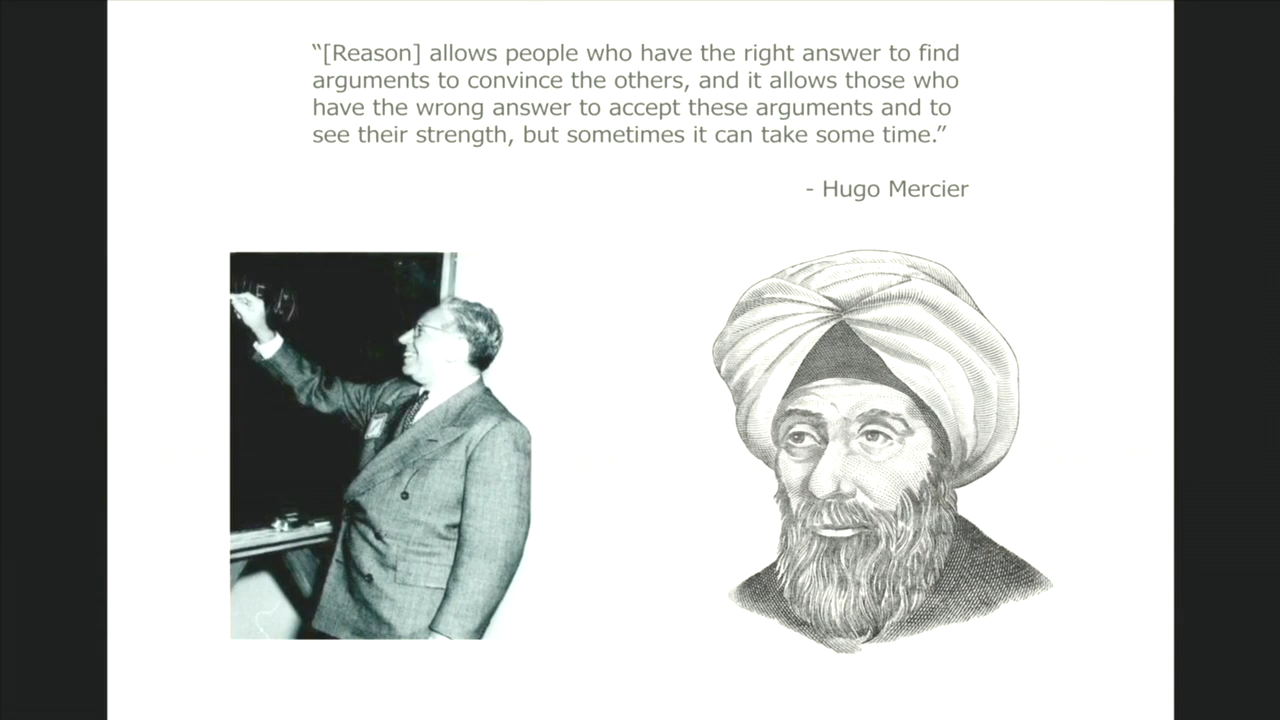 “[Reason] allows people who have the right answer to find
arguments to convince the others, and it allows those who
have the wrong answer to accept these arguments and to
see their strength, but sometimes it can take some time.”
- Hugo Mercier